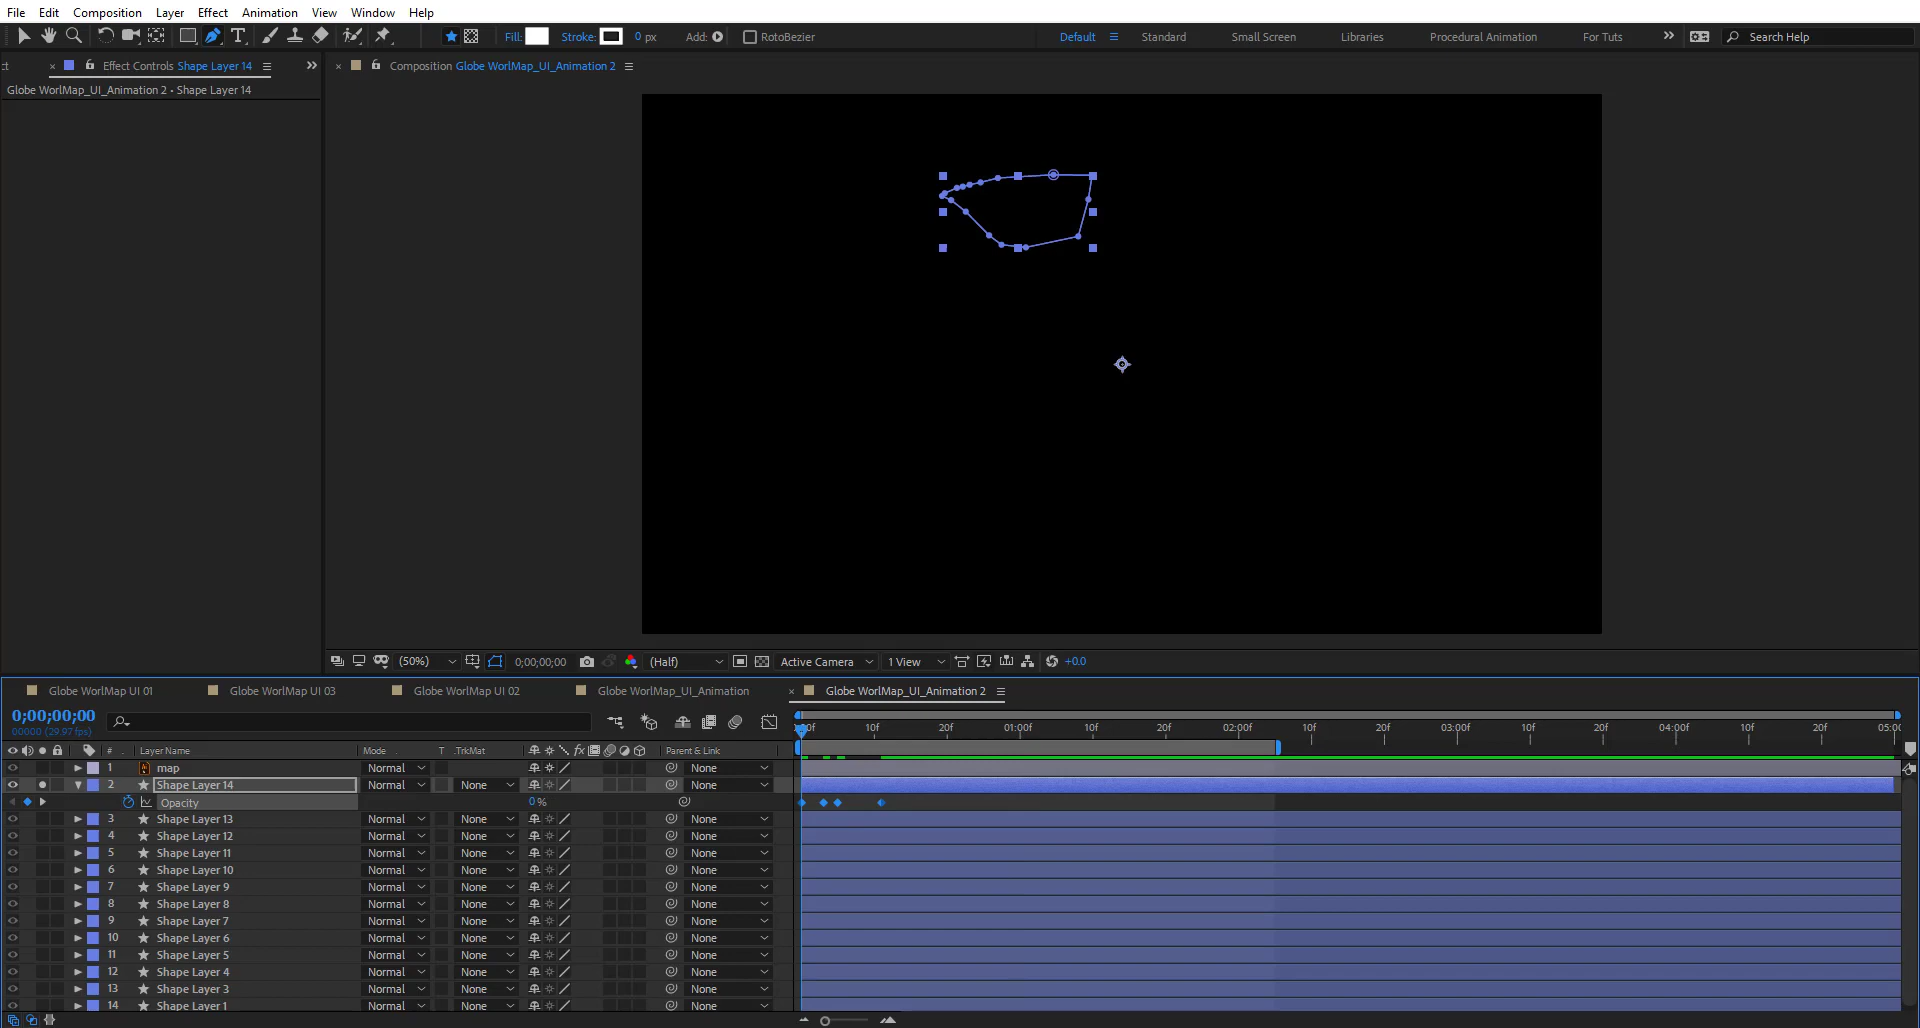 File Edit Composition Layer Effect Animation View Window Help
Fill: Stroke: 0 px Add: RotoBezier Default Standard Small Screen Libraries Procedural Animation For Tuts Search Help
Effect Controls Shape Layer 14 Composition Globe WorlMap_UI_Animation 2
Globe WorlMap_UI_Animation 2 • Shape Layer 14
(50%) 0;00;00;00 (Half) Active Camera 1 View +0.0
Globe WorlMap UI 01 Globe WorlMap UI 03 Globe WorlMap UI 02 Globe WorlMap_UI_Animation Globe WorlMap_UI_Animation 2
0;00;00;00
00000 (29.97 fps)
10f 20f 01:00f 10f 20f 02:00f 10f 20f 03:00f 10f 20f 04:00f 10f 20f
# Layer Name Mode T .TrkMat fx Parent & Link
1 map Normal None
2 Shape Layer 14 Normal None None
Opacity 0 %
3 Shape Layer 13 Normal None None
4 Shape Layer 12 Normal None None
5 Shape Layer 11 Normal None None
6 Shape Layer 10 Normal None None
7 Shape Layer 9 Normal None None
8 Shape Layer 8 Normal None None
9 Shape Layer 7 Normal None None
10 Shape Layer 6 Normal None None
11 Shape Layer 5 Normal None None
12 Shape Layer 4 Normal None None
13 Shape Layer 3 Normal None None
14 Shape Layer 1 Normal None None